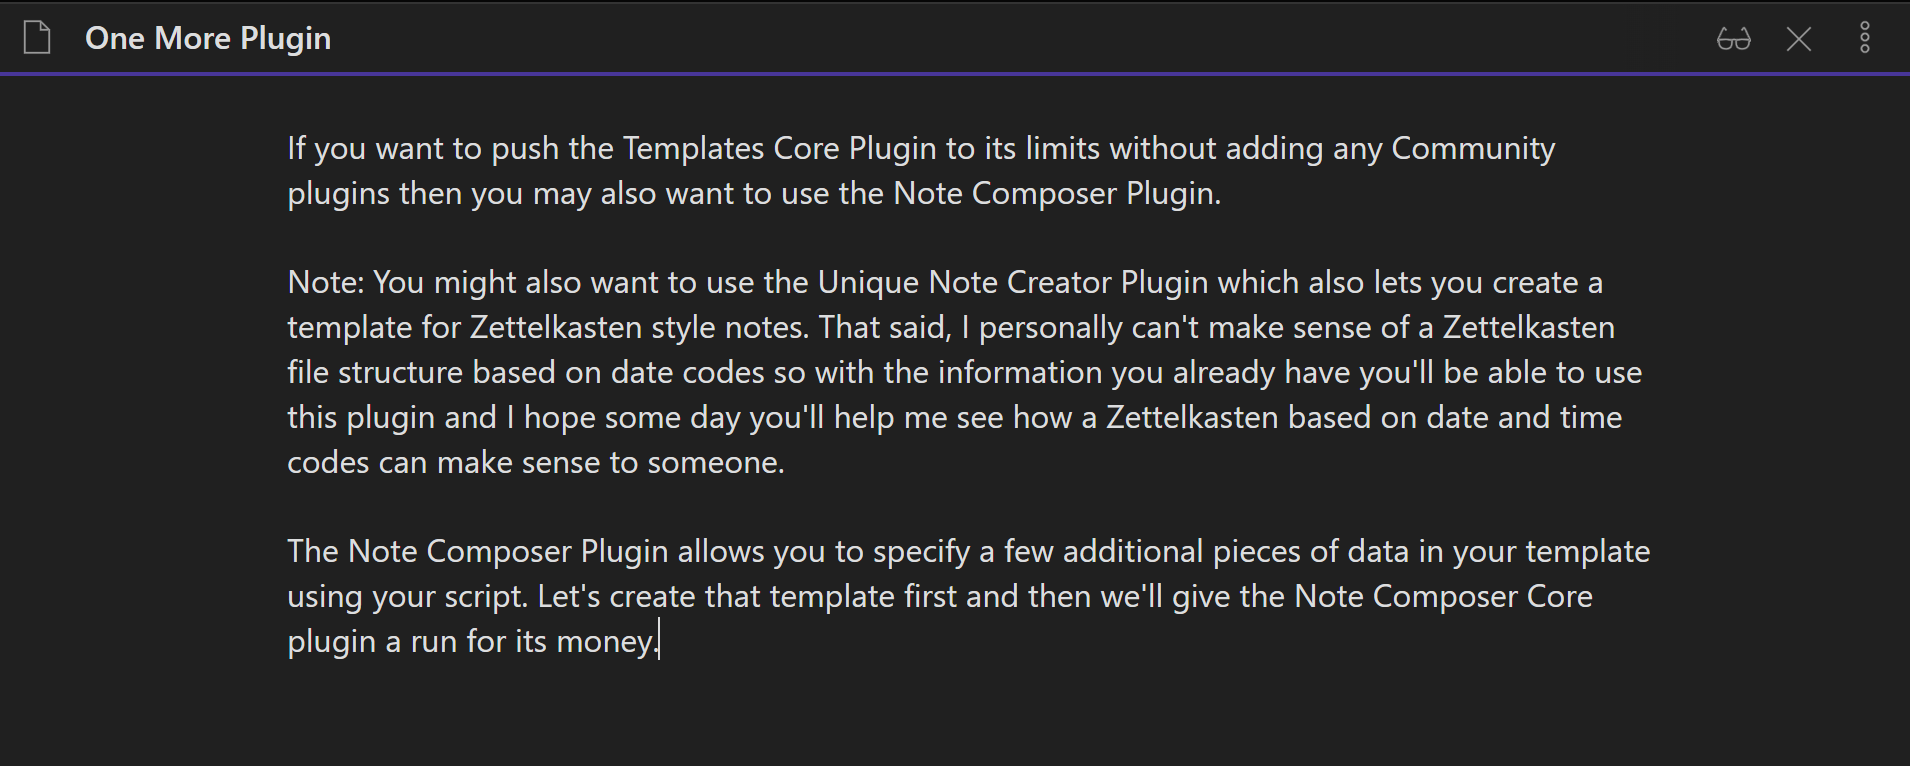 One More Plugin
If you want to push the Templates Core Plugin to its limits without adding any Community
plugins then you may also want to use the Note Composer Plugin.
Note: You might also want to use the Unique Note Creator Plugin which also lets you create a
template for Zettelkasten style notes. That said, I personally can't make sense of a Zettelkasten
file structure based on date codes so with the information you already have you'll be able to use
this plugin and I hope some day you'll help me see how a Zettelkasten based on date and time
codes can make sense to someone.
The Note Composer Plugin allows you to specify a few additional pieces of data in your template
using your script. Let's create that template first and then we'll give the Note Composer Core
plugin a run for its money.